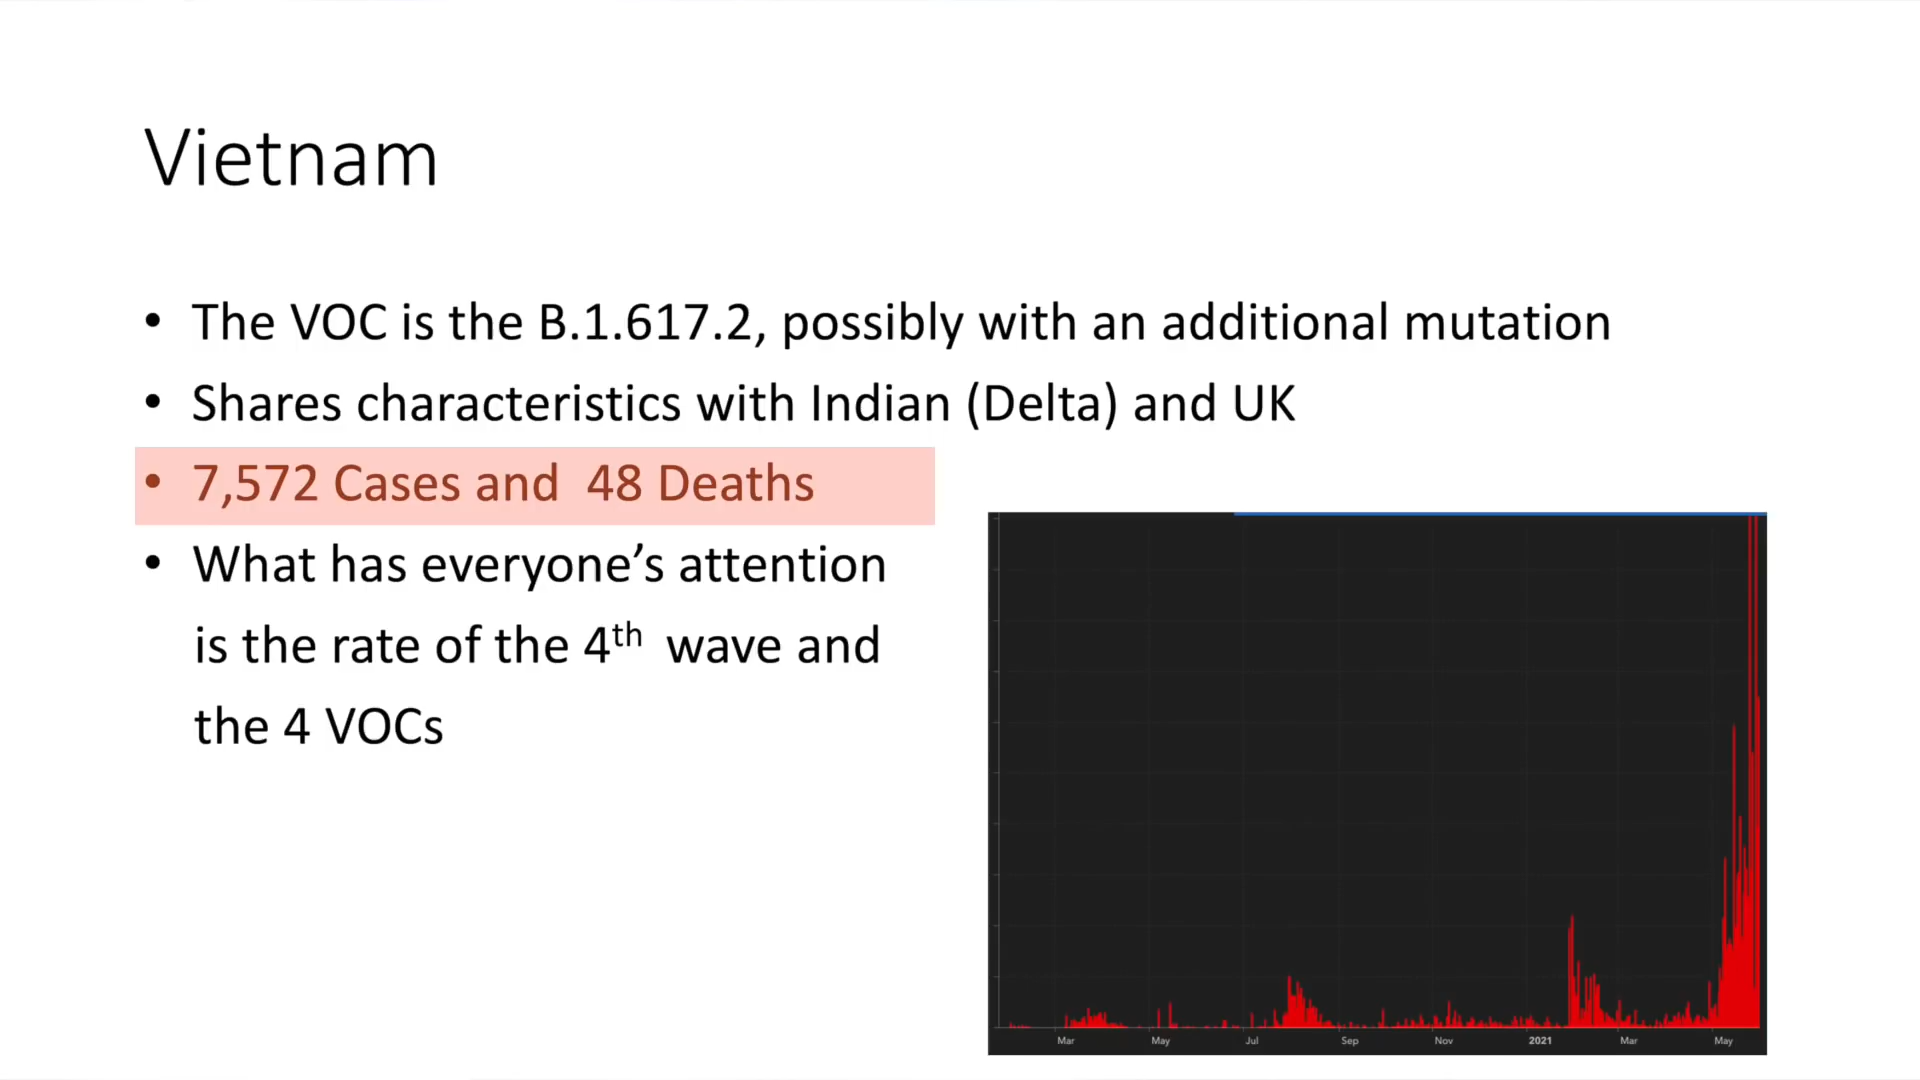 Vietnam
• The VOC is the B.1.617.2, possibly with an additional mutation
• Shares characteristics with Indian (Delta) and UK
• 7,572 Cases and  48 Deaths
• What has everyone’s attention
is the rate of the 4th wave and
the 4 VOCs
Mar May Jul Sep Nov 2021 Mar May